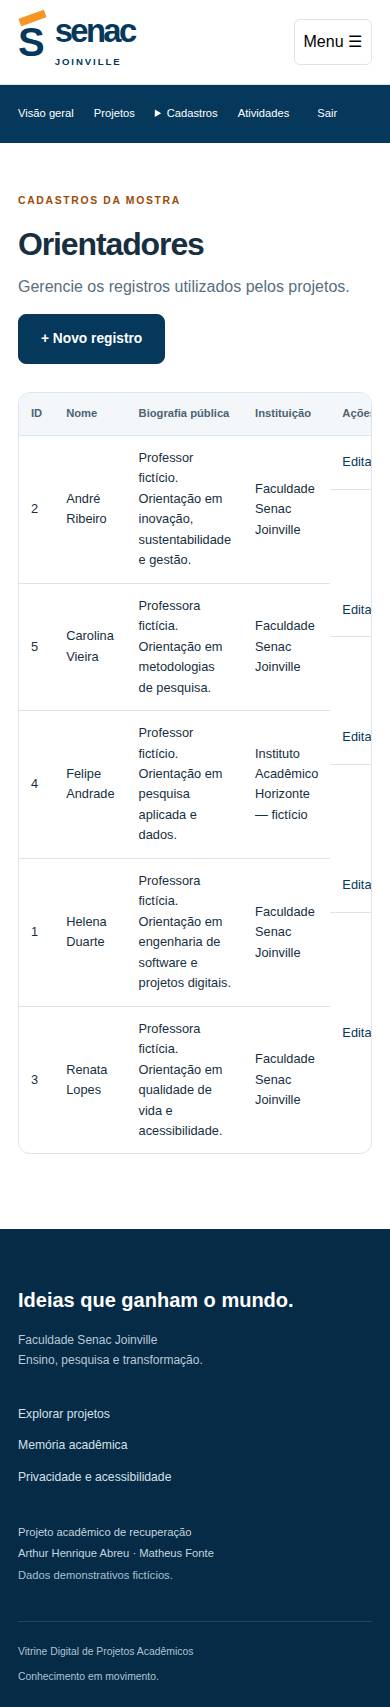 S senac
JOINVILLE
Menu ☰
Visão geral Projetos ▶ Cadastros Atividades Sair
CADASTROS DA MOSTRA
Orientadores
Gerencie os registros utilizados pelos projetos.
+ Novo registro
ID Nome Biografia pública Instituição Ações
2
André
Ribeiro
Professor
fictício.
Orientação em
inovação,
sustentabilidade
e gestão.
Faculdade
Senac
Joinville
Edita
5
Carolina
Vieira
Professora
fictícia.
Orientação em
metodologias
de pesquisa.
Faculdade
Senac
Joinville
Edita
4
Felipe
Andrade
Professor
fictício.
Orientação em
pesquisa
aplicada e
dados.
Instituto
Acadêmico
Horizonte
— fictício
Edita
1
Helena
Duarte
Professora
fictícia.
Orientação em
engenharia de
software e
projetos digitais.
Faculdade
Senac
Joinville
Edita
3
Renata
Lopes
Professora
fictícia.
Orientação em
qualidade de
vida e
acessibilidade.
Faculdade
Senac
Joinville
Edita
Ideias que ganham o mundo.
Faculdade Senac Joinville
Ensino, pesquisa e transformação.
Explorar projetos
Memória acadêmica
Privacidade e acessibilidade
Projeto acadêmico de recuperação
Arthur Henrique Abreu · Matheus Fonte
Dados demonstrativos fictícios.
Vitrine Digital de Projetos Acadêmicos
Conhecimento em movimento.